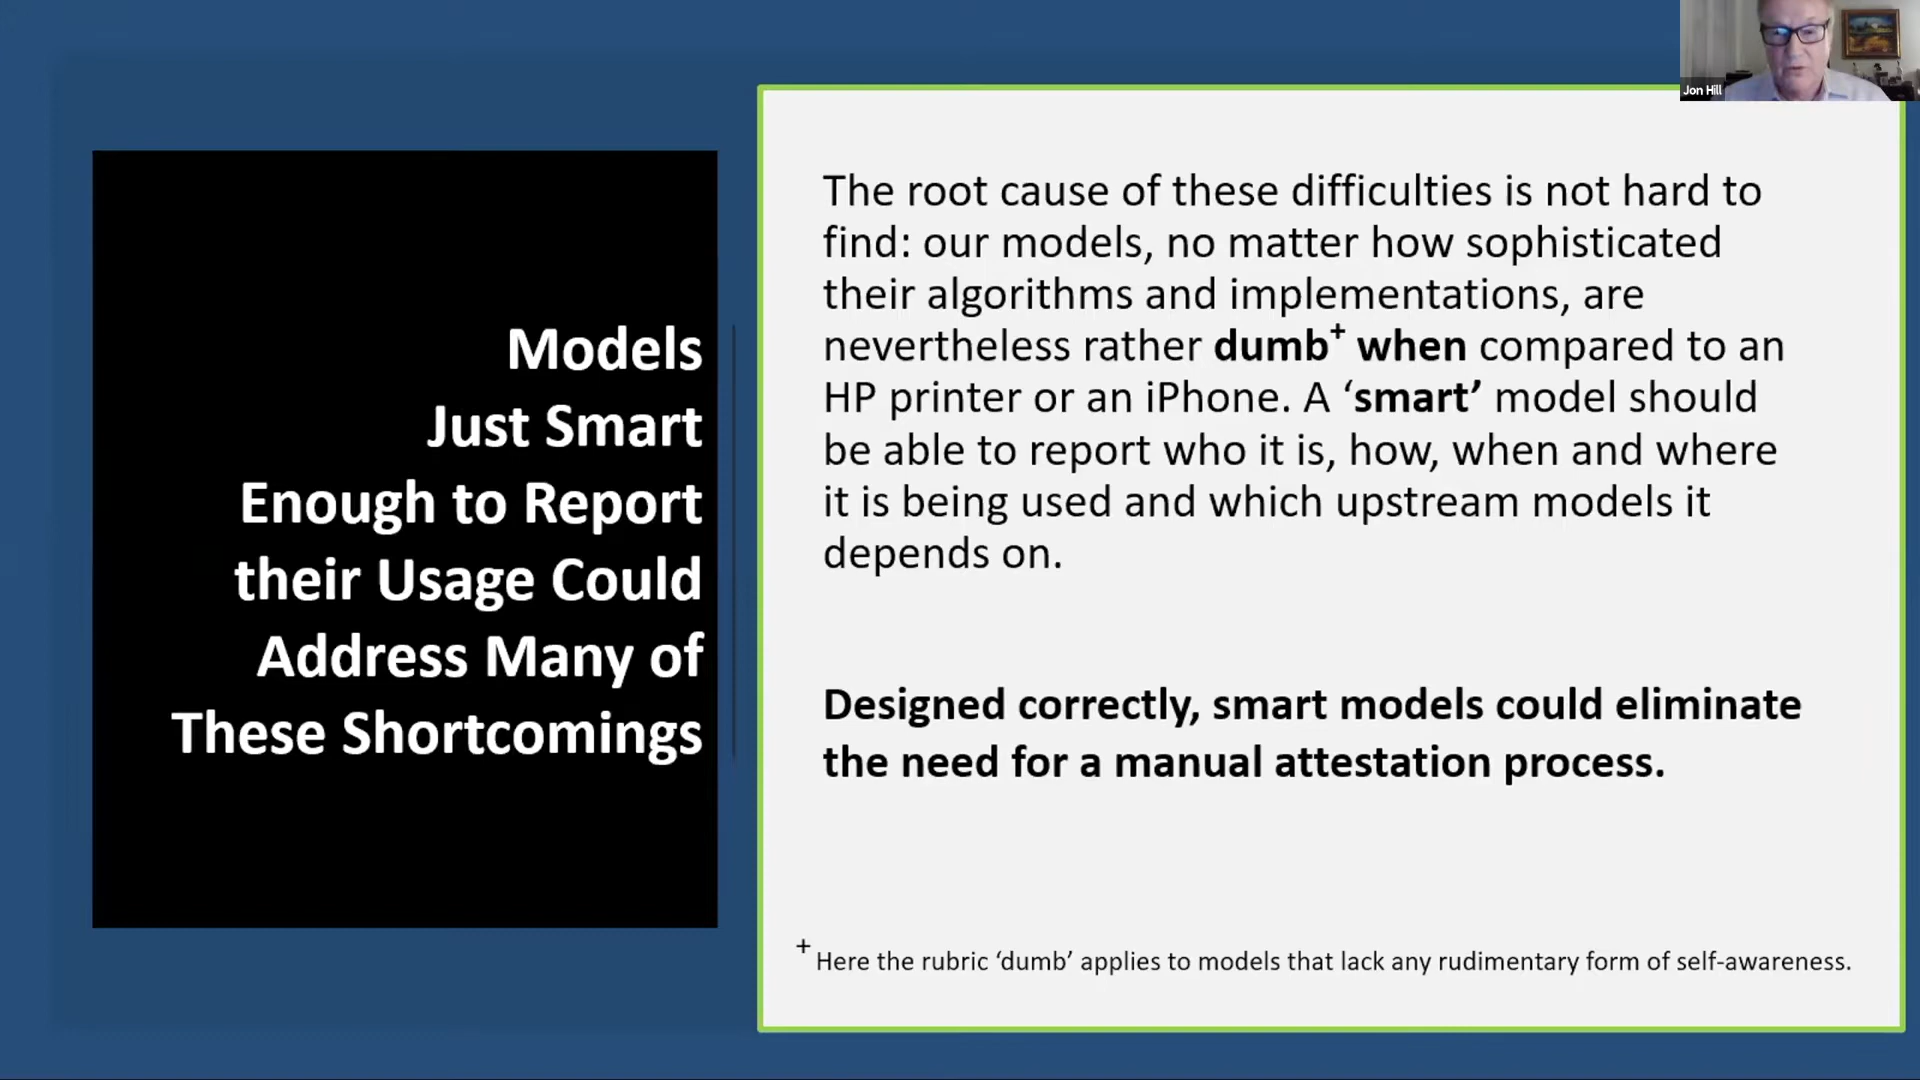 Jon Hill
Models
Just Smart
Enough to Report
their Usage Could
Address Many of
These Shortcomings
The root cause of these difficulties is not hard to
find: our models, no matter how sophisticated
their algorithms and implementations, are
nevertheless rather dumb⁺ when compared to an
HP printer or an iPhone. A ‘smart’ model should
be able to report who it is, how, when and where
it is being used and which upstream models it
depends on.
Designed correctly, smart models could eliminate
the need for a manual attestation process.
⁺ Here the rubric ‘dumb’ applies to models that lack any rudimentary form of self-awareness.